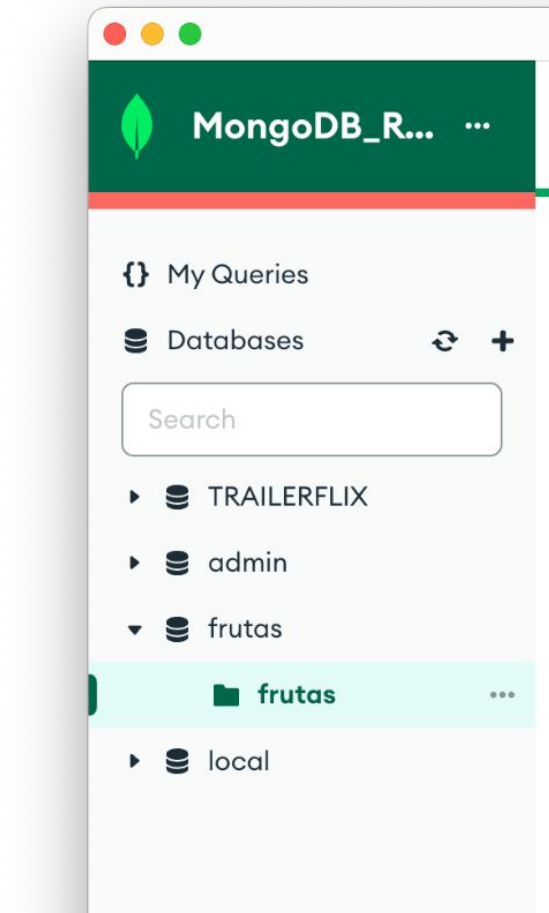 MongoDB_R... ...
{} My Queries
Databases
Search
TRAILERFLIX
admin
frutas
frutas ...
local